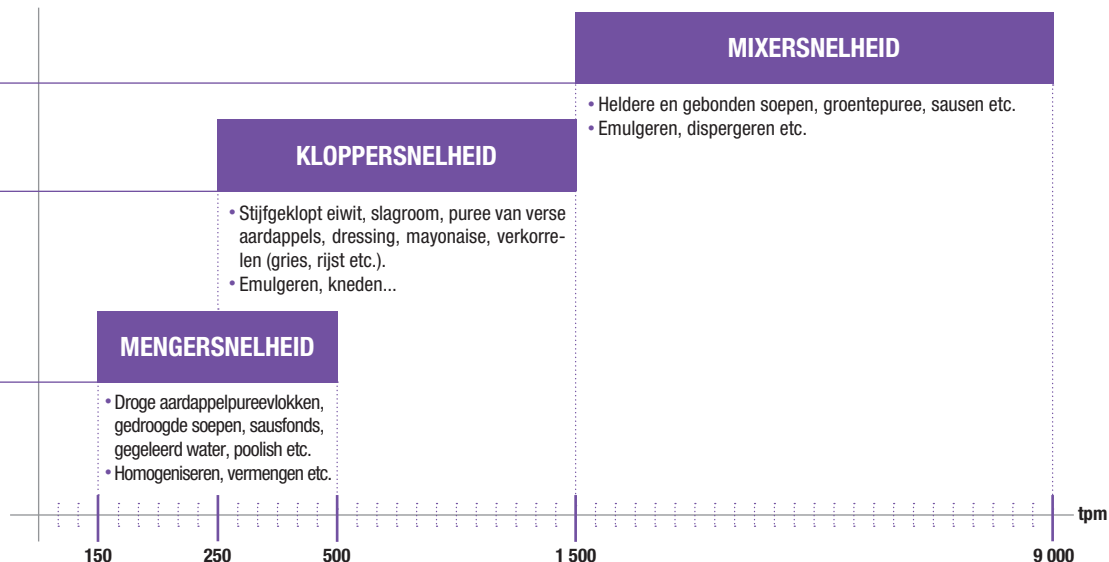 MIXERSNELHEID
• Heldere en gebonden soepen, groentepuree, sausen etc.
• Emulgeren, dispergeren etc.
KLOPPERSNELHEID
• Stijfgeklopt eiwit, slagroom, puree van verse
aardappels, dressing, mayonaise, verkorre-
len (gries, rijst etc.).
• Emulgeren, kneden...
MENGERSNELHEID
• Droge aardappelpureevlokken,
gedroogde soepen, sausfonds,
gegeleerd water, poolish etc.
• Homogeniseren, vermengen etc.
tpm
150 250 500 1 500 9 000